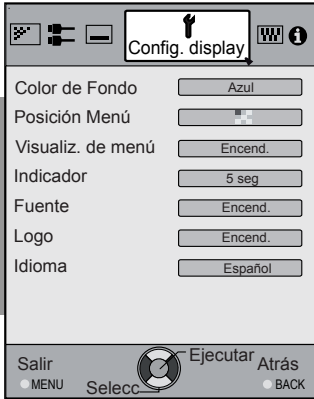 Config. display
Color de Fondo Azul
Posición Menú
Visualiz. de menú Encend.
Indicador 5 seg
Fuente Encend.
Logo Encend.
Idioma Español
Salir Ejecutar Atrás
MENU Selecc BACK